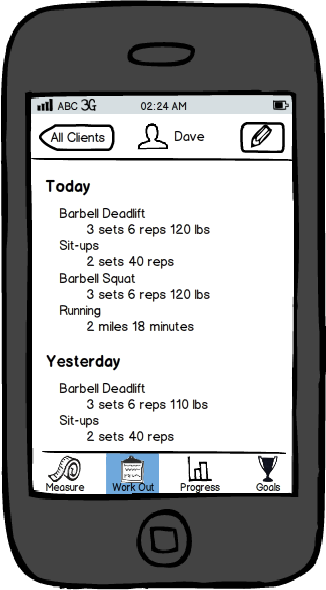 ABC 3G 02:24 AM
All Clients Dave
Today
Barbell Deadlift
3 sets 6 reps 120 lbs
Sit-ups
2 sets 40 reps
Barbell Squat
3 sets 6 reps 120 lbs
Running
2 miles 18 minutes
Yesterday
Barbell Deadlift
3 sets 6 reps 110 lbs
Sit-ups
2 sets 40 reps
Measure Work Out Progress Goals